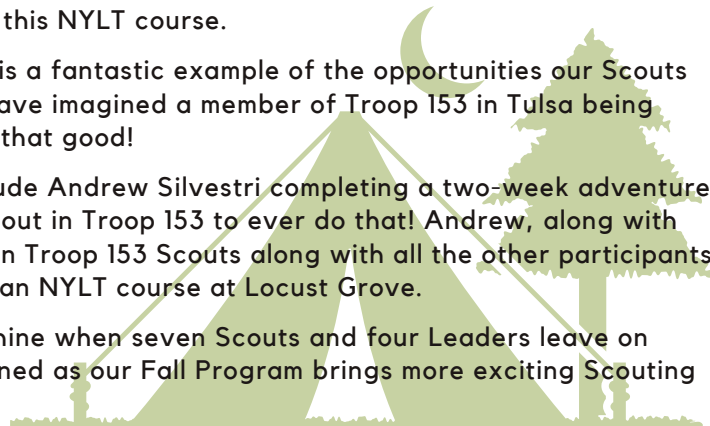 this NYLT course.
is a fantastic example of the opportunities our Scouts
ave imagined a member of Troop 153 in Tulsa being
that good!
ude Andrew Silvestri completing a two-week adventure
out in Troop 153 to ever do that! Andrew, along with
n Troop 153 Scouts along with all the other participants
an NYLT course at Locust Grove.
nine when seven Scouts and four Leaders leave on
ned as our Fall Program brings more exciting Scouting